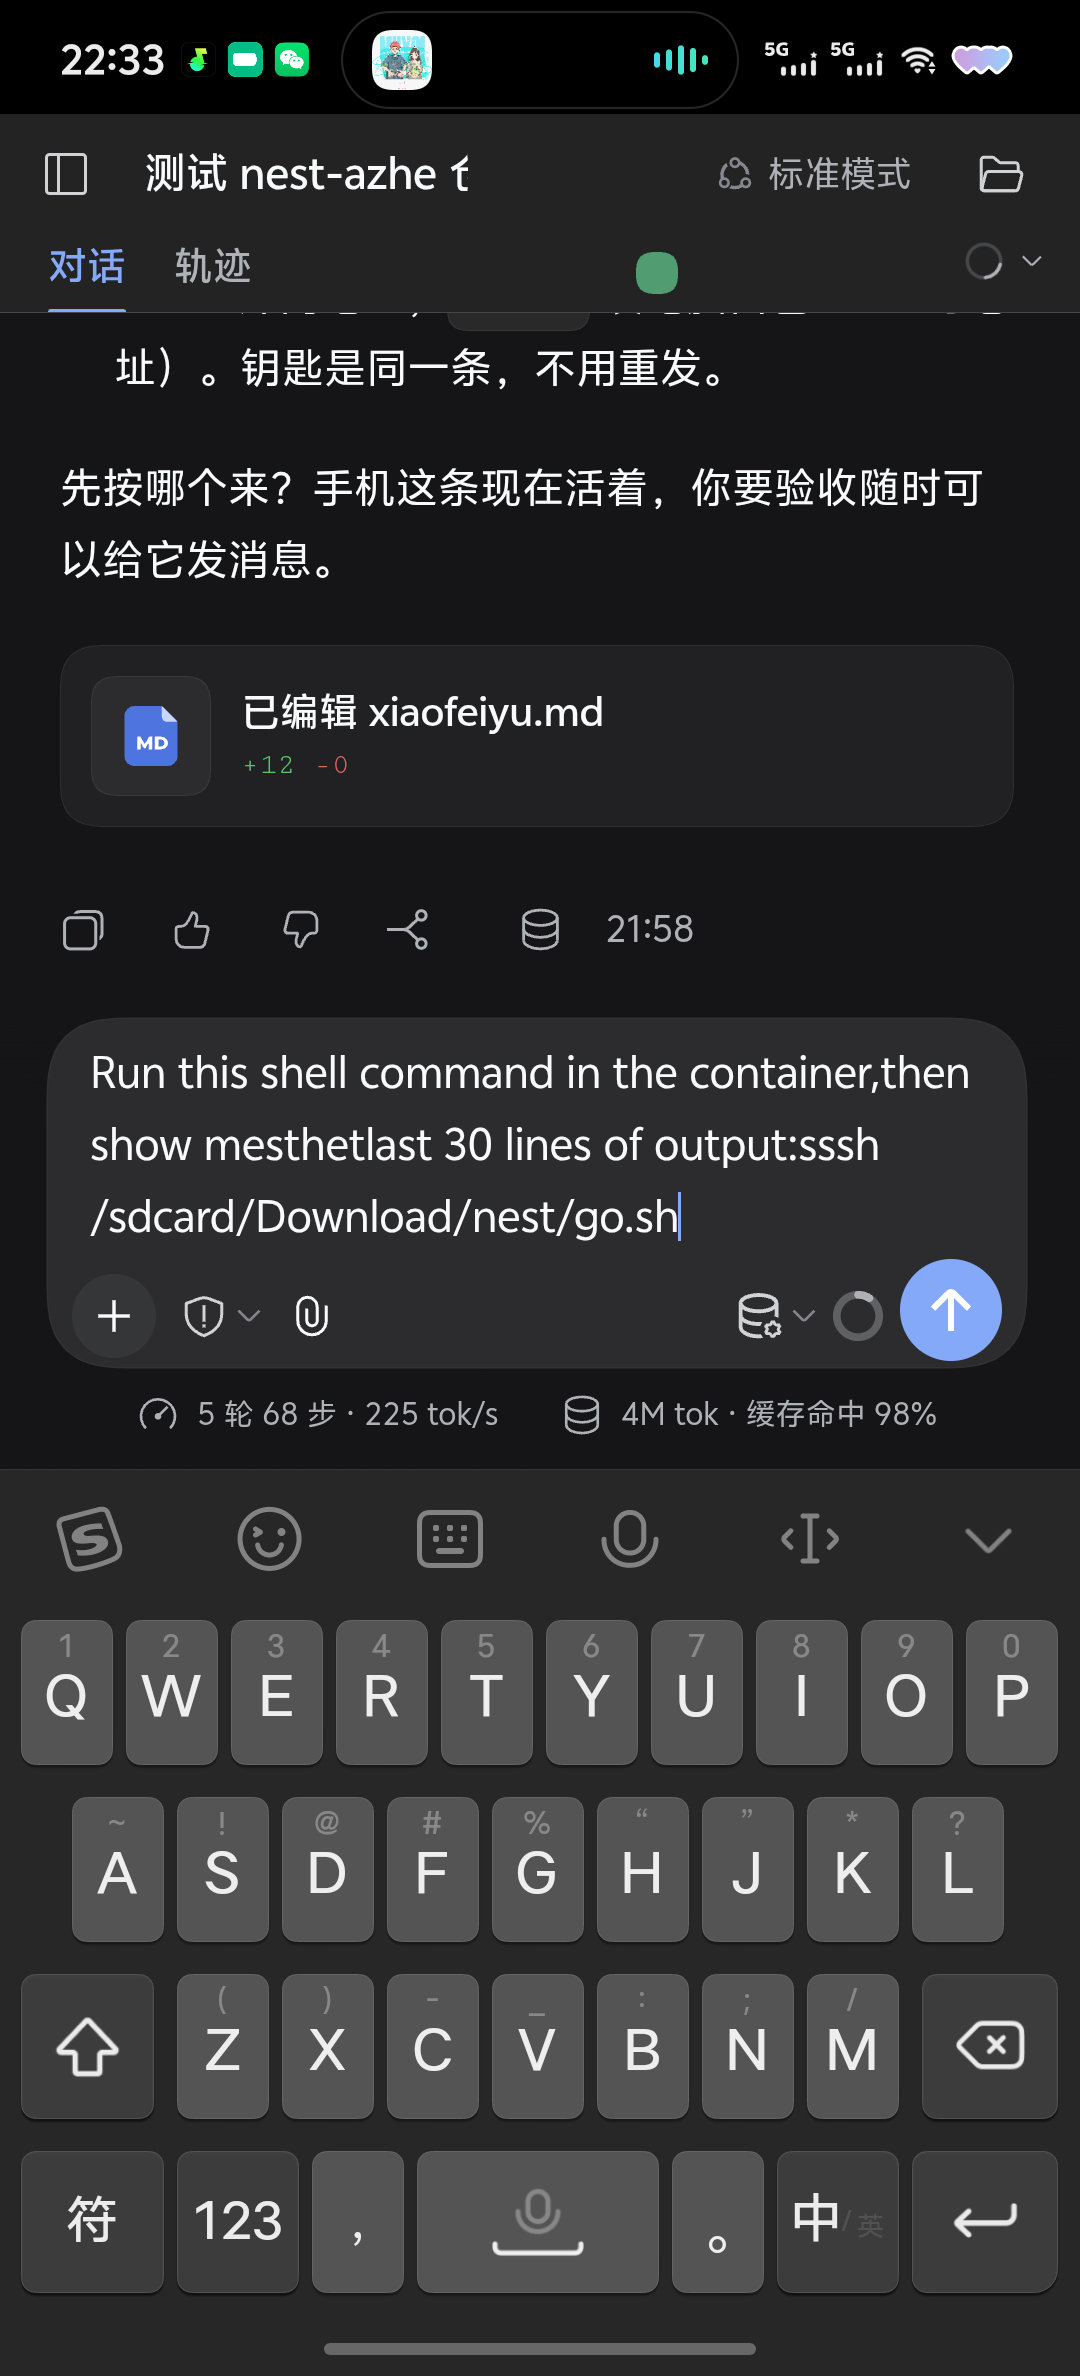 22:33
5G 5G
测试 nest-azhe
标准模式
对话 轨迹
址）。钥匙是同一条，不用重发。
先按哪个来？手机这条现在活着，你要验收随时可
以给它发消息。
已编辑 xiaofeiyu.md
MD
+12 -0
21:58
Run this shell command in the container,then
show mesthetlast 30 lines of output:sssh
/sdcard/Download/nest/go.sh
5 轮 68 步 · 225 tok/s 4M tok · 缓存命中 98%
1 2 3 4 5 6 7 8 9 0
Q W E R T Y U I O P
~ ! @ # % “ ” * ?
A S D F G H J K L
( ) - _ : ; /
Z X C V B N M
符 123 , 。 中/英